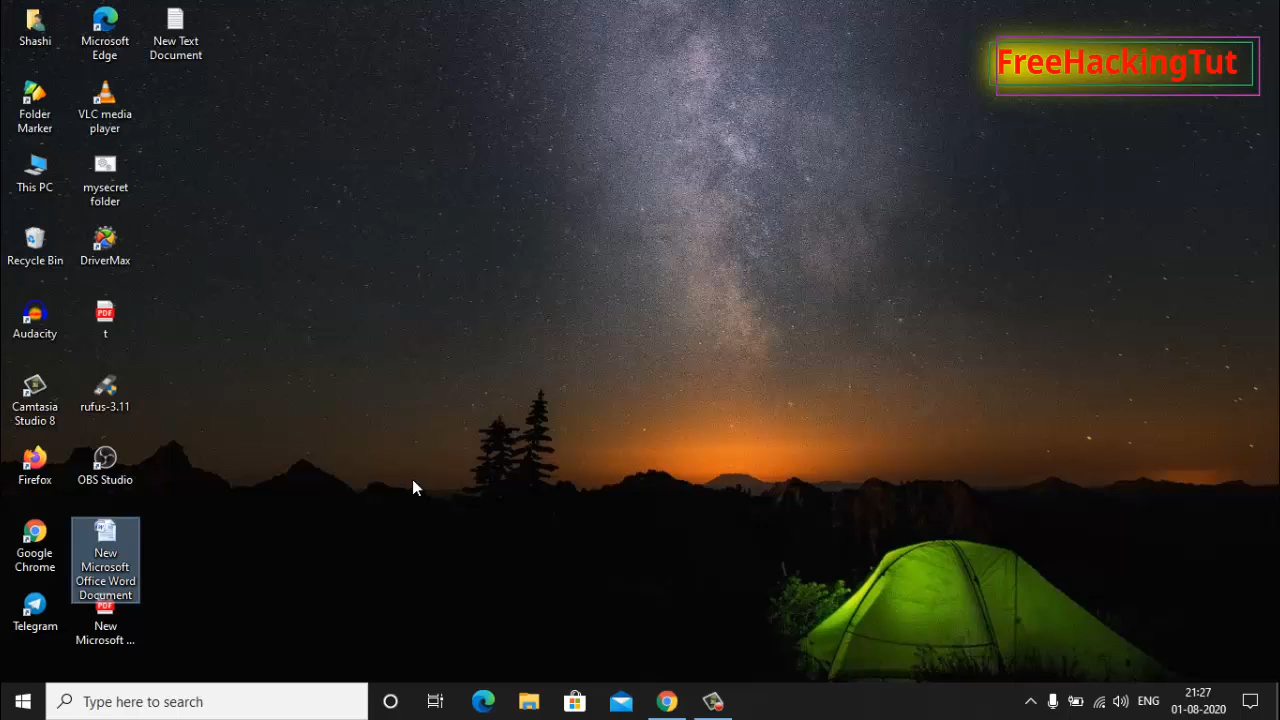 Shashi
Microsoft
Edge
New Text
Document
FreeHackingTut
Folder
Marker
VLC media
player
This PC
mysecret
folder
Recycle Bin
DriverMax
Audacity
PDF
t
Camtasia
Studio 8
rufus-3.11
Firefox
OBS Studio
Google
Chrome
New
Microsoft
Office Word
Document
Telegram
PDF
New
Microsoft ...
Type here to search
ENG
21:27
01-08-2020